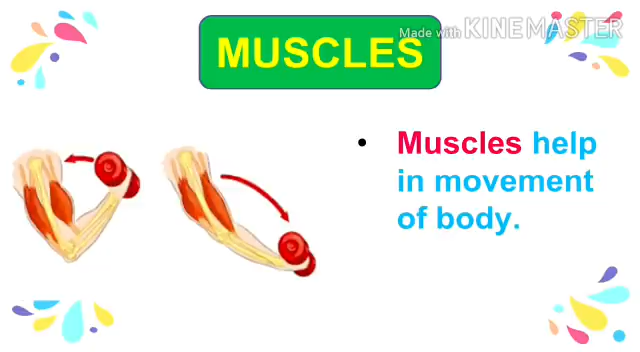 Made with KINEMASTER
MUSCLES
• Muscles help
in movement
of body.